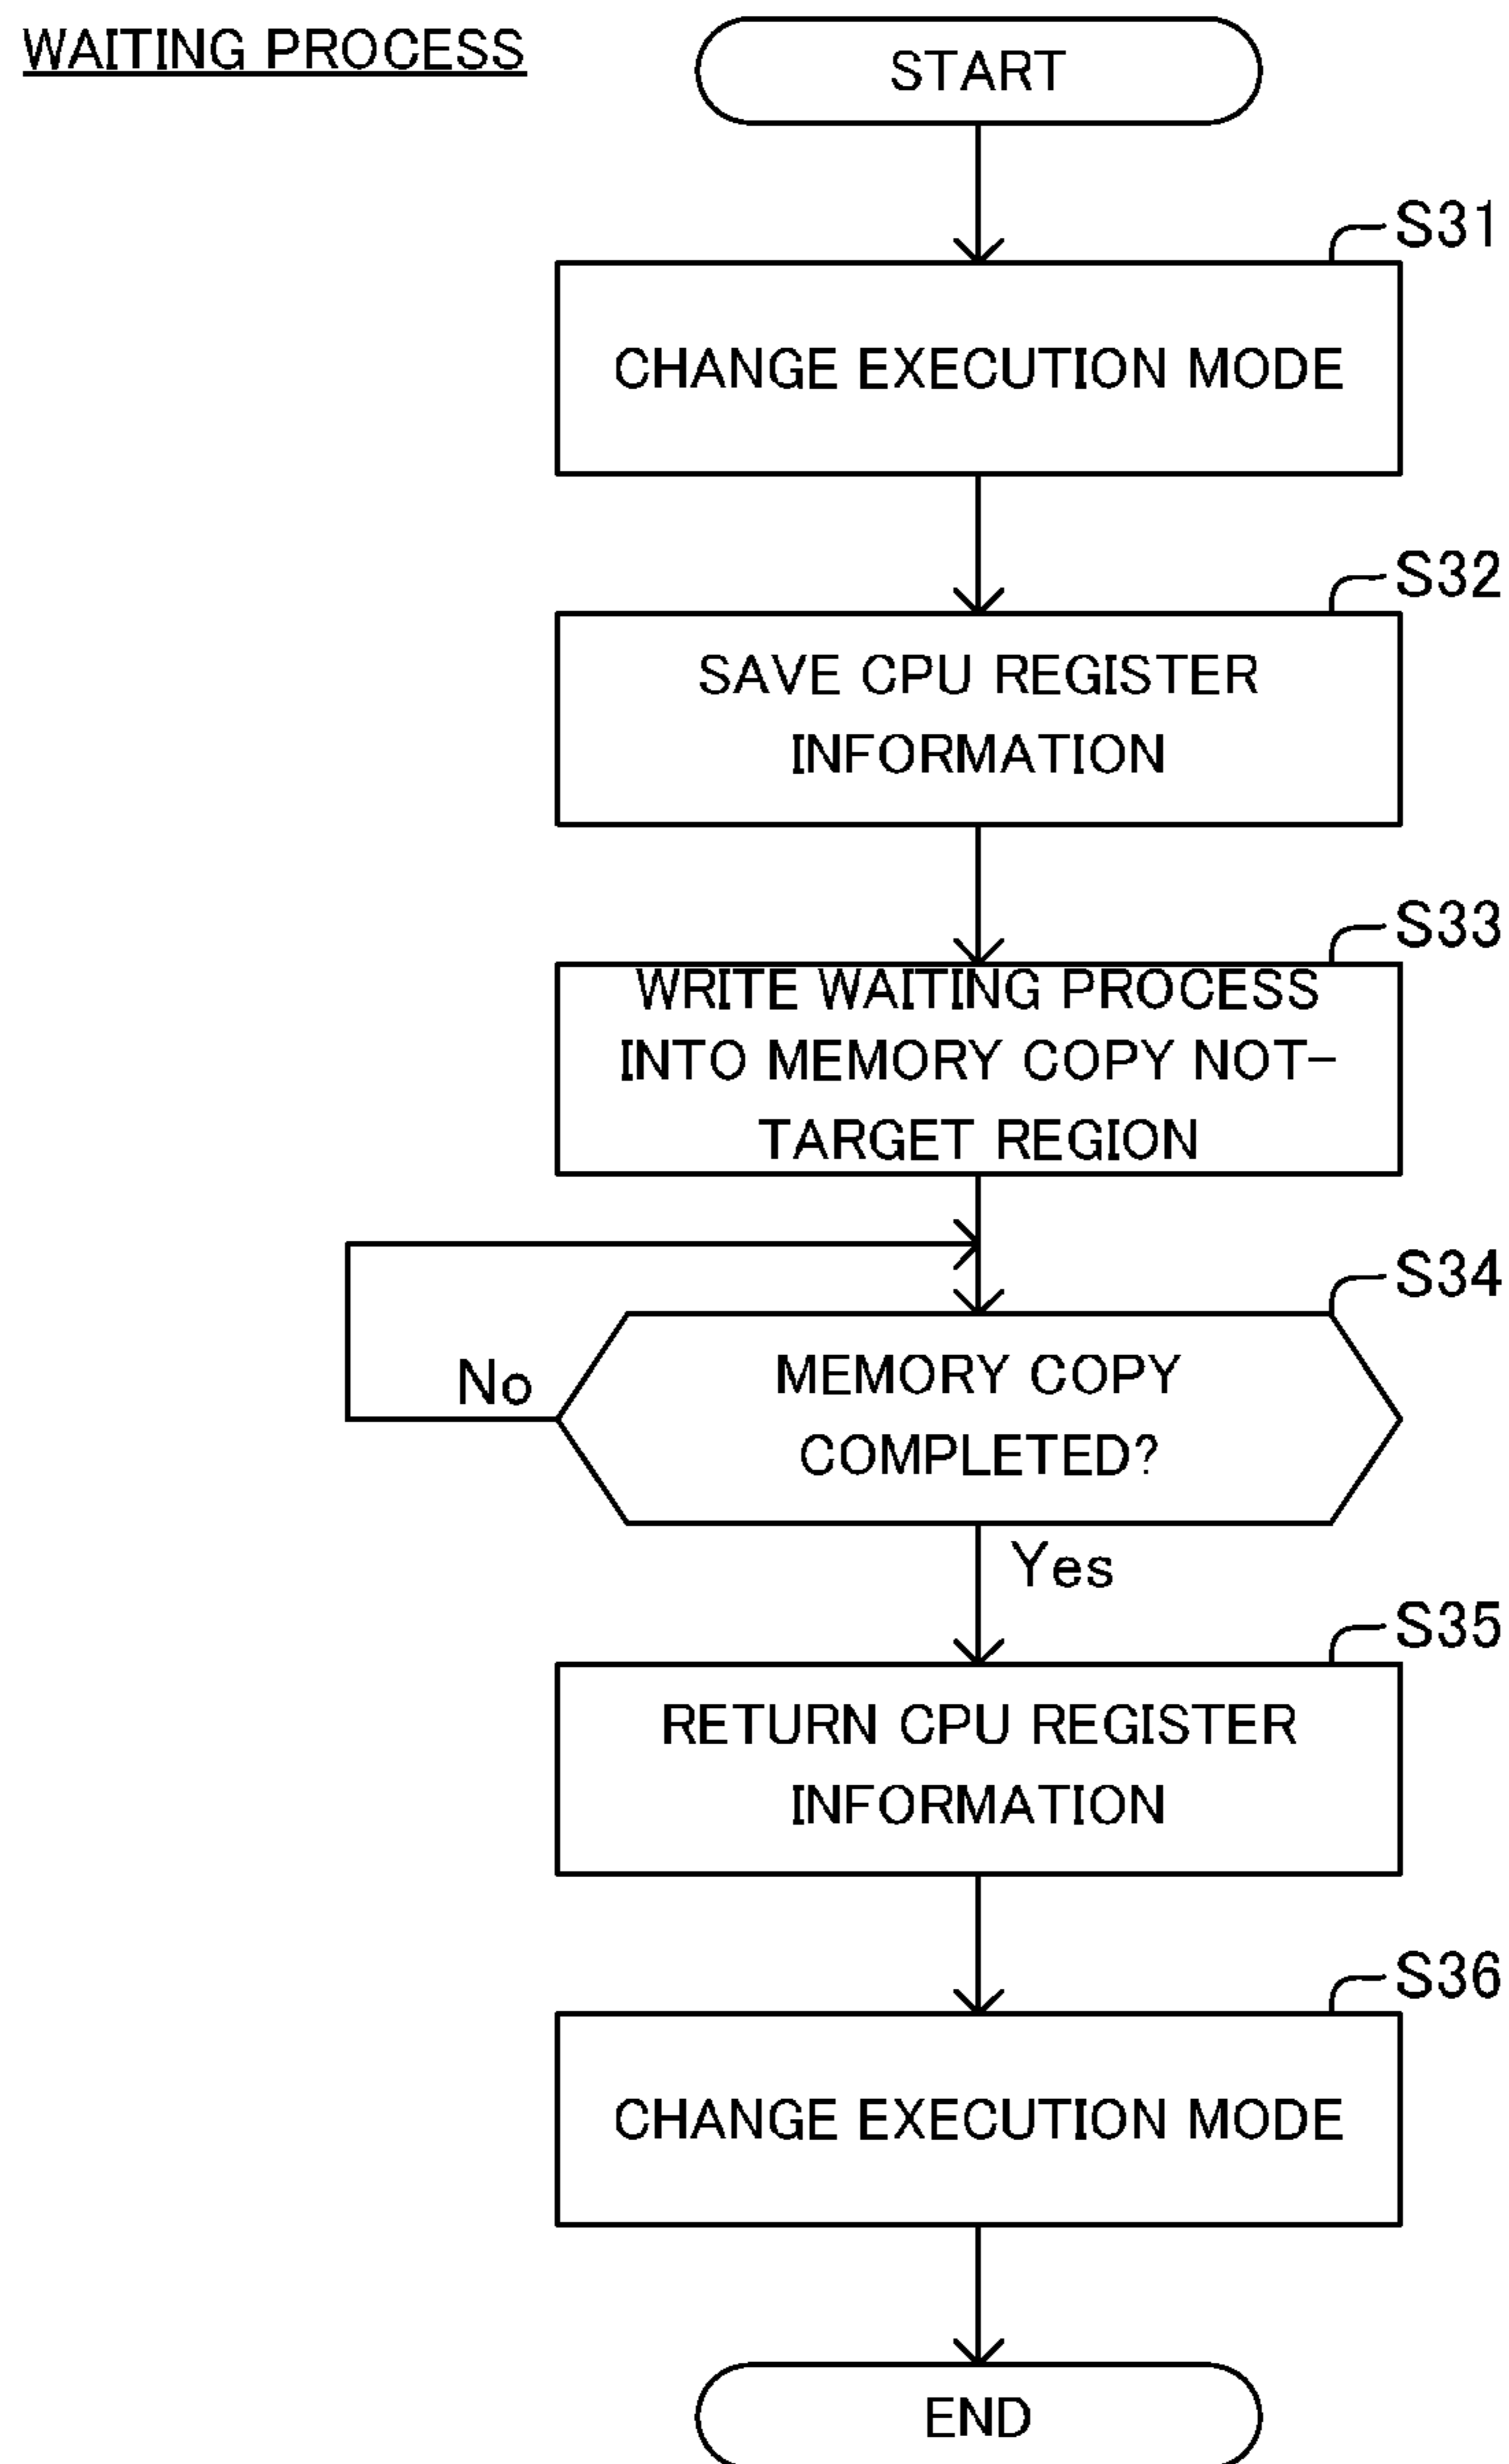 WAITING PROCESS
START
S31
CHANGE EXECUTION MODE
S32
SAVE CPU REGISTER
INFORMATION
S33
WRITE WAITING PROCESS
INTO MEMORY COPY NOT-
TARGET REGION
S34
MEMORY COPY
COMPLETED?
No
Yes
S35
RETURN CPU REGISTER
INFORMATION
S36
CHANGE EXECUTION MODE
END